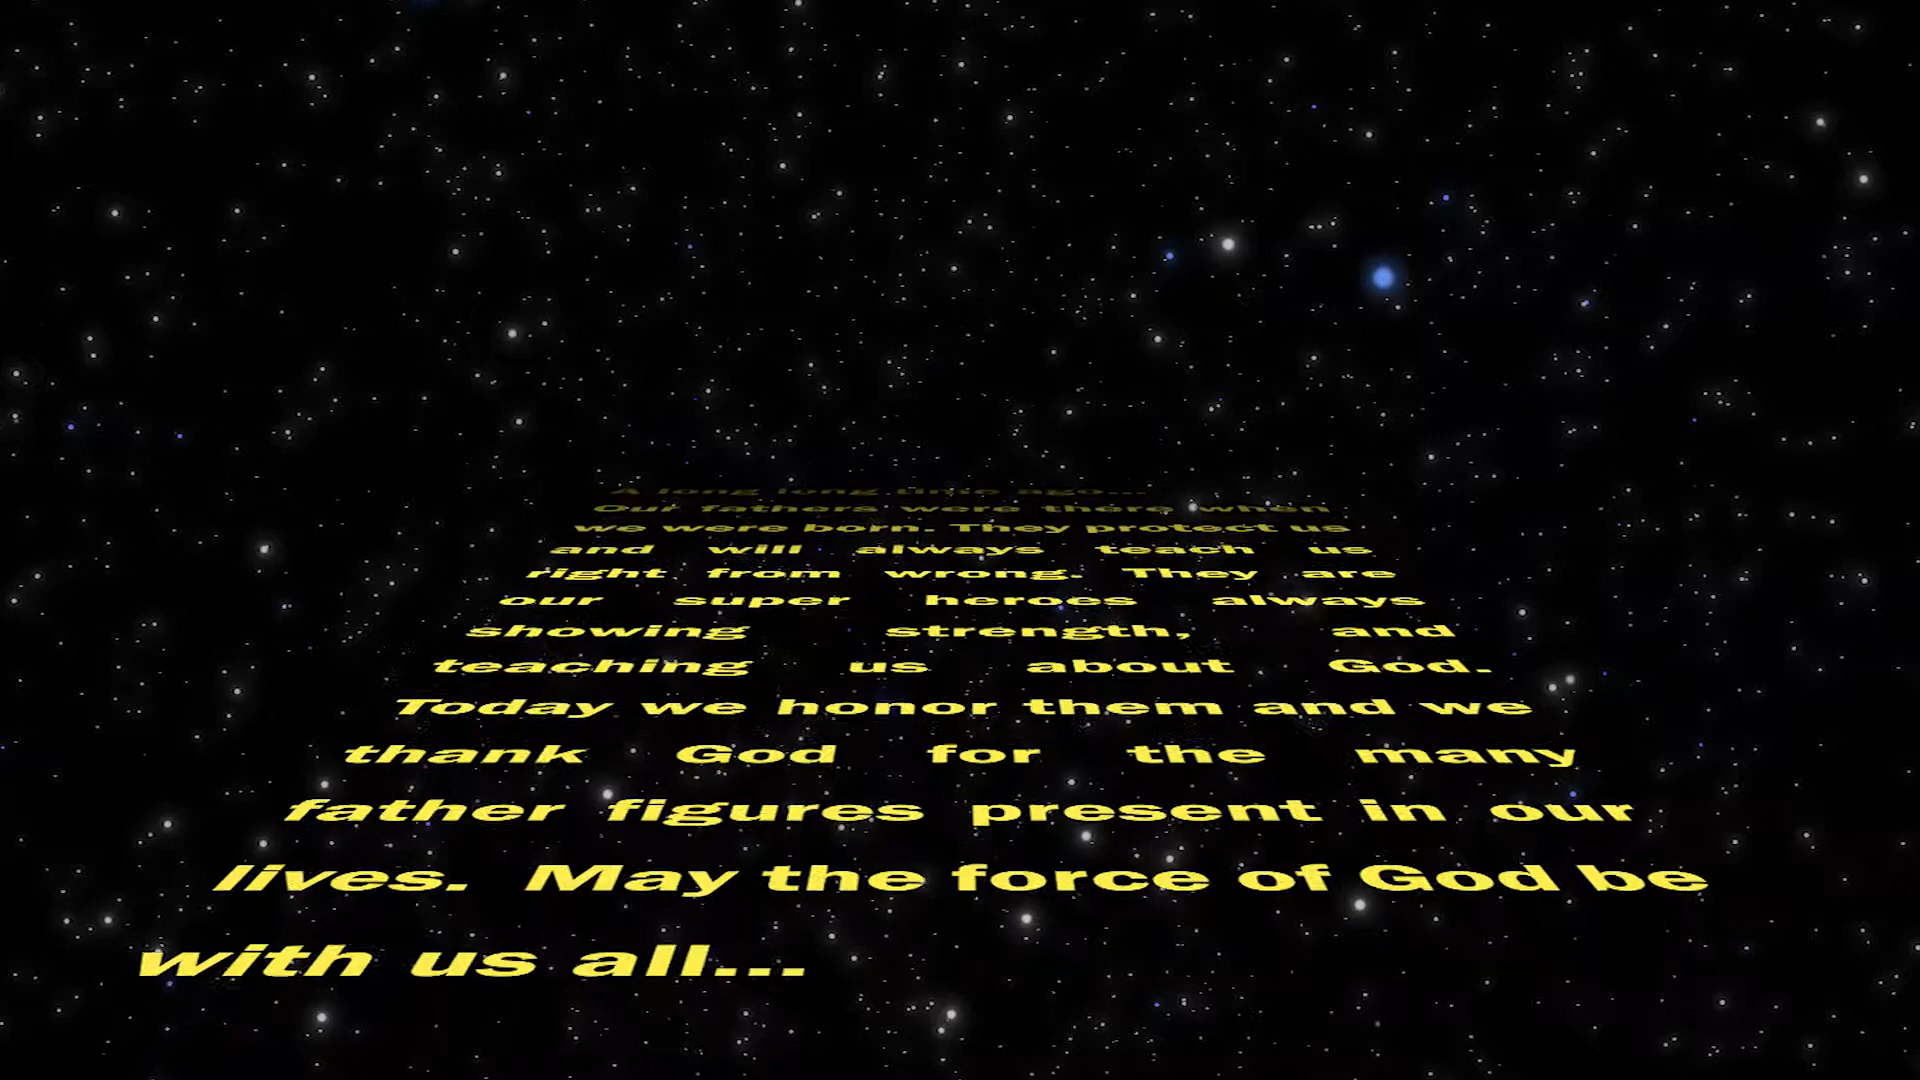 A long long time ago...
Our fathers were there when
we were born. They protect us
and will always teach us
right from wrong. They are
our super heroes always
showing strength, and
teaching us about God.
Today we honor them and we
thank God for the many
father figures present in our
lives. May the force of God be
with us all...